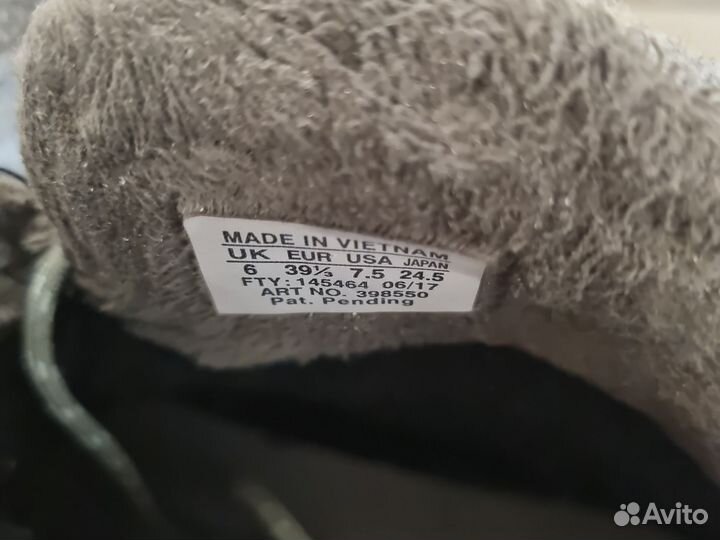 MADE IN VIETNAM
UK EUR USA JAPAN
6 39⅓ 7.5 24.5
FTY: 145464 06/17
ART NO. 398550
Pat. Pending
Avito